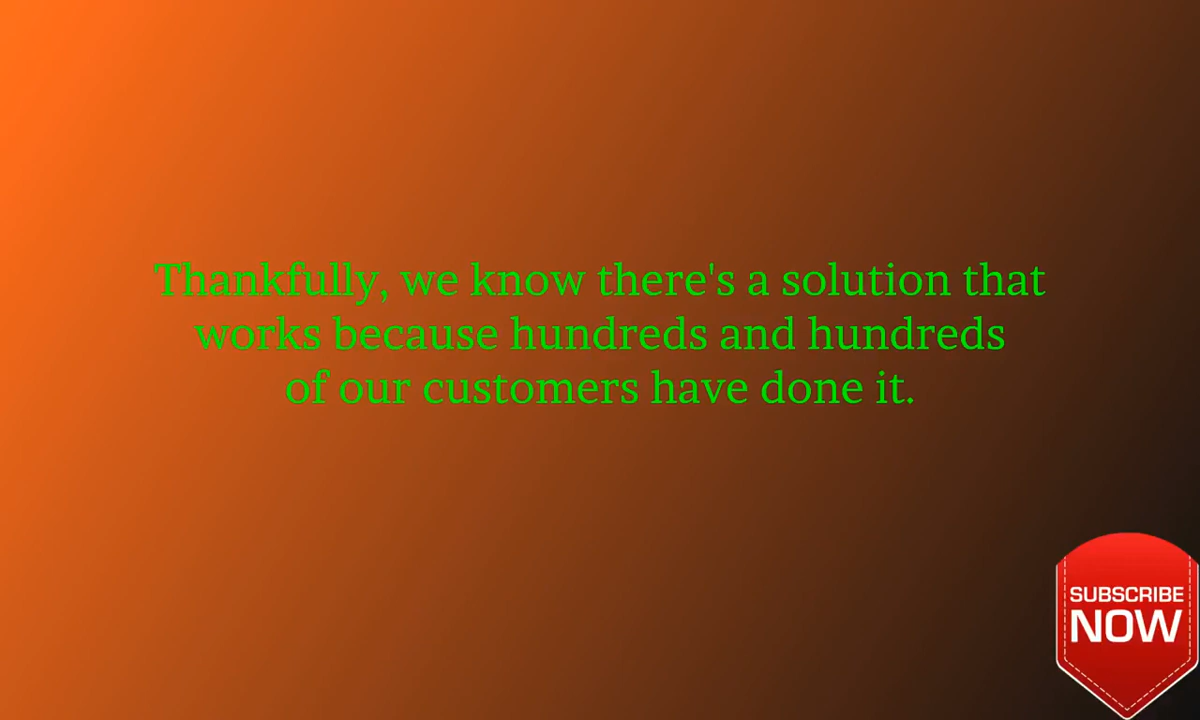 Thankfully, we know there's a solution that
works because hundreds and hundreds
of our customers have done it.
SUBSCRIBE
NOW